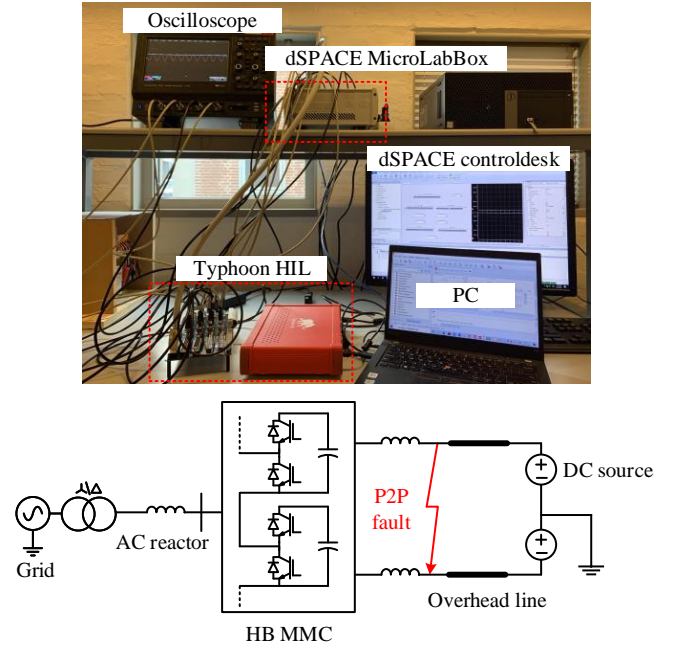 Oscilloscope
dSPACE MicroLabBox
dSPACE controldesk
Typhoon HIL
PC
P2P
fault
DC source
AC reactor
Grid
Overhead line
HB MMC